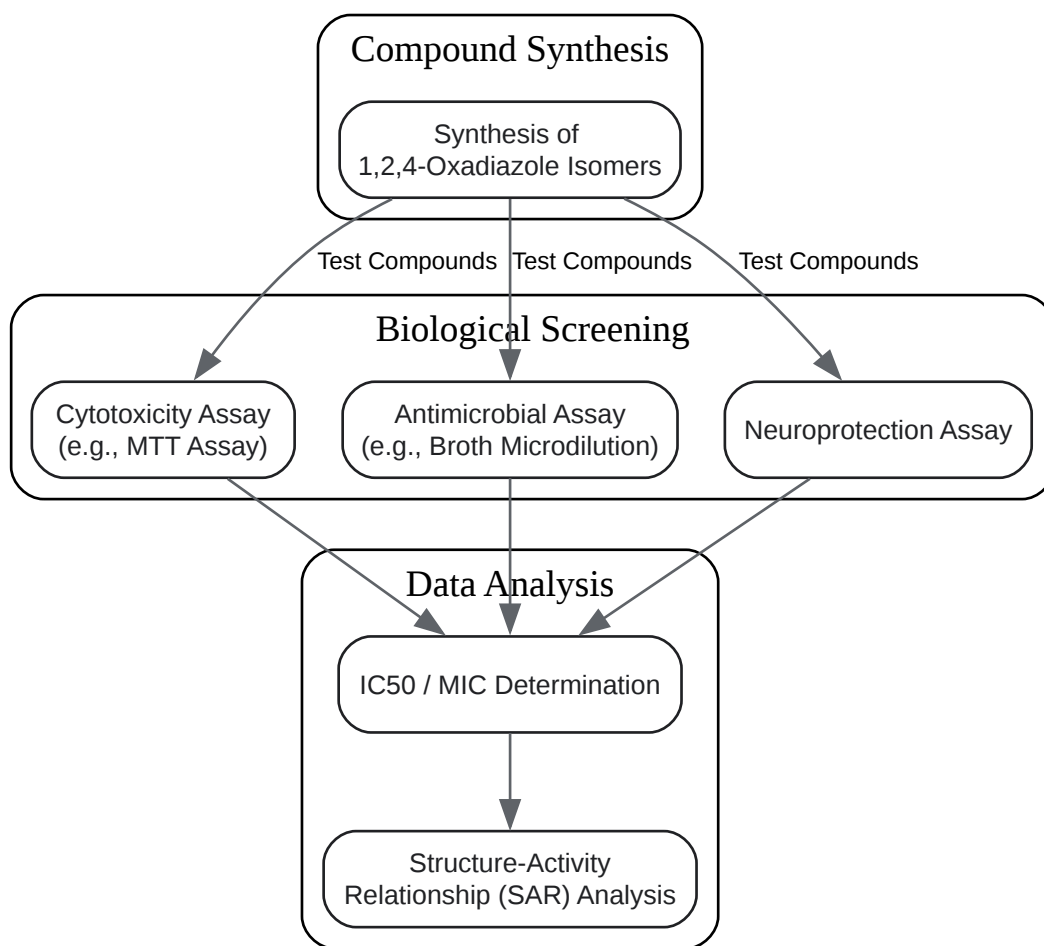 Compound Synthesis
Synthesis of
1,2,4-Oxadiazole Isomers
Test Compounds
Test Compounds
Test Compounds
Biological Screening
Cytotoxicity Assay
(e.g., MTT Assay)
Antimicrobial Assay
(e.g., Broth Microdilution)
Neuroprotection Assay
Data Analysis
IC50 / MIC Determination
Structure-Activity
Relationship (SAR) Analysis